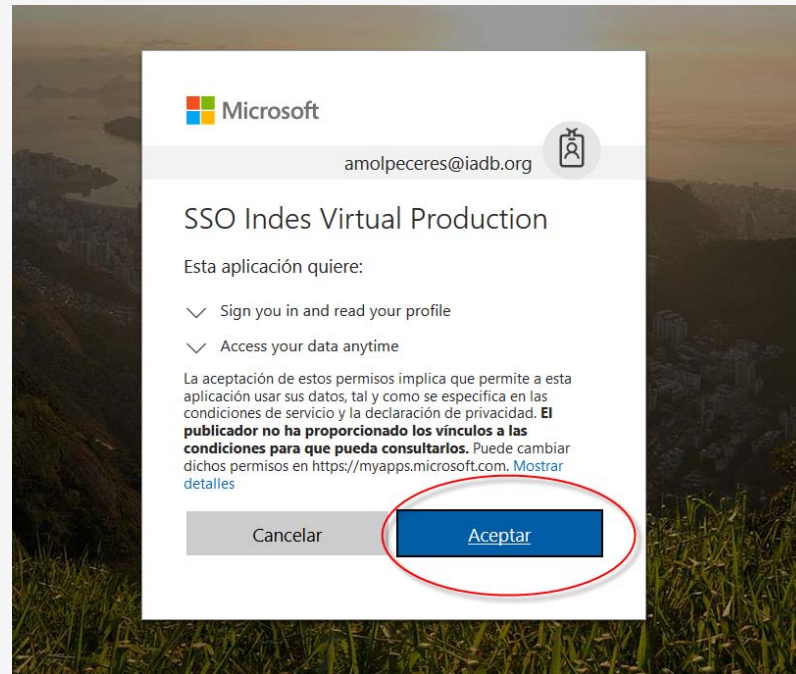 Microsoft
amolpeceres@iadb.org
SSO Indes Virtual Production
Esta aplicación quiere:
Sign you in and read your profile
Access your data anytime
La aceptación de estos permisos implica que permite a esta
aplicación usar sus datos, tal y como se especifica en las
condiciones de servicio y la declaración de privacidad. El
publicador no ha proporcionado los vínculos a las
condiciones para que pueda consultarlos. Puede cambiar
dichos permisos en https://myapps.microsoft.com. Mostrar
detalles
Cancelar
Aceptar